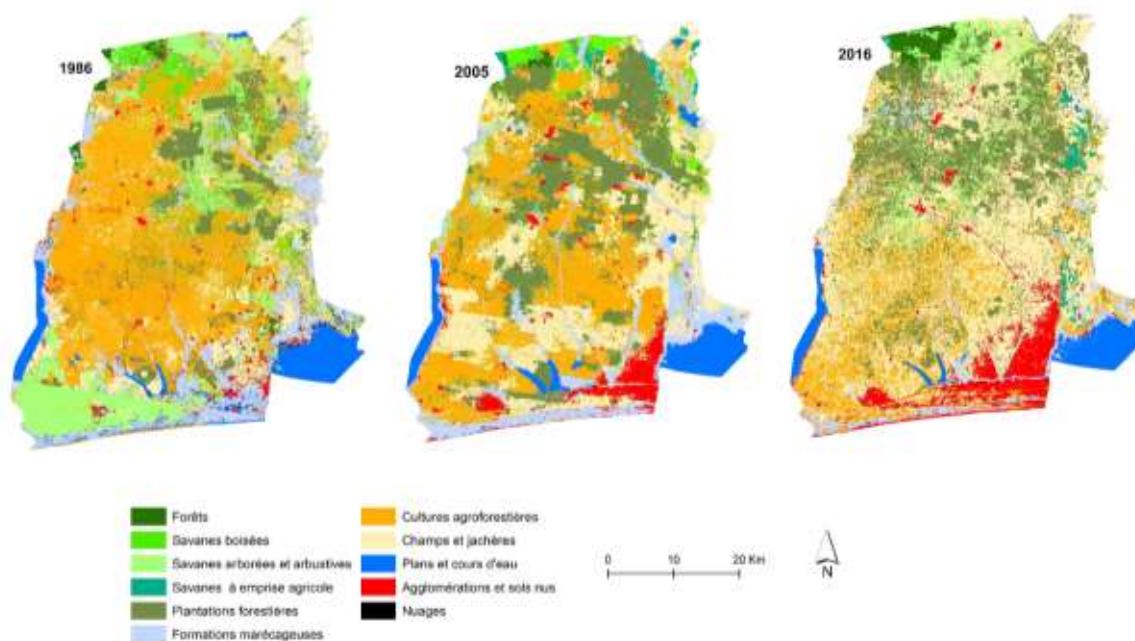 1986
2005
2016
Forêts
Savanes boisées
Savanes arborées et arbustives
Savanes à emprise agricole
Plantations forestières
Formations marécageuses
Cultures agroforestières
Champs et jachères
Plans et cours d'eau
Agglomérations et sols nus
Nuages
0 10 20 Km
N